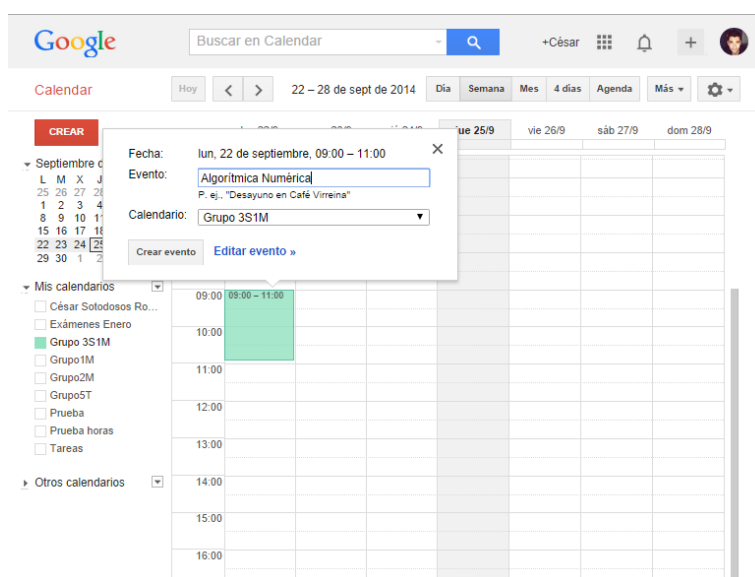 Google
Buscar en Calendar
+César
Calendar
Hoy
22 – 28 de sept de 2014
Día Semana Mes 4 días Agenda
Más
CREAR
jue 25/9 vie 26/9 sáb 27/9 dom 28/9
Fecha: lun, 22 de septiembre, 09:00 – 11:00
Evento: Algorítmica Numérica
P. ej., "Desayuno en Café Virreina"
Calendario: Grupo 3S1M
Crear evento Editar evento »
Septiembre d
L M X J
25 26 27 28
1 2 3 4
8 9 10 11
15 16 17 18
22 23 24 25
29 30 1 2
Mis calendarios
César Sotodosos Ro...
Exámenes Enero
Grupo 3S1M
Grupo1M
Grupo2M
Grupo5T
Prueba
Prueba horas
Tareas
Otros calendarios
09:00 09:00 – 11:00
10:00
11:00
12:00
13:00
14:00
15:00
16:00